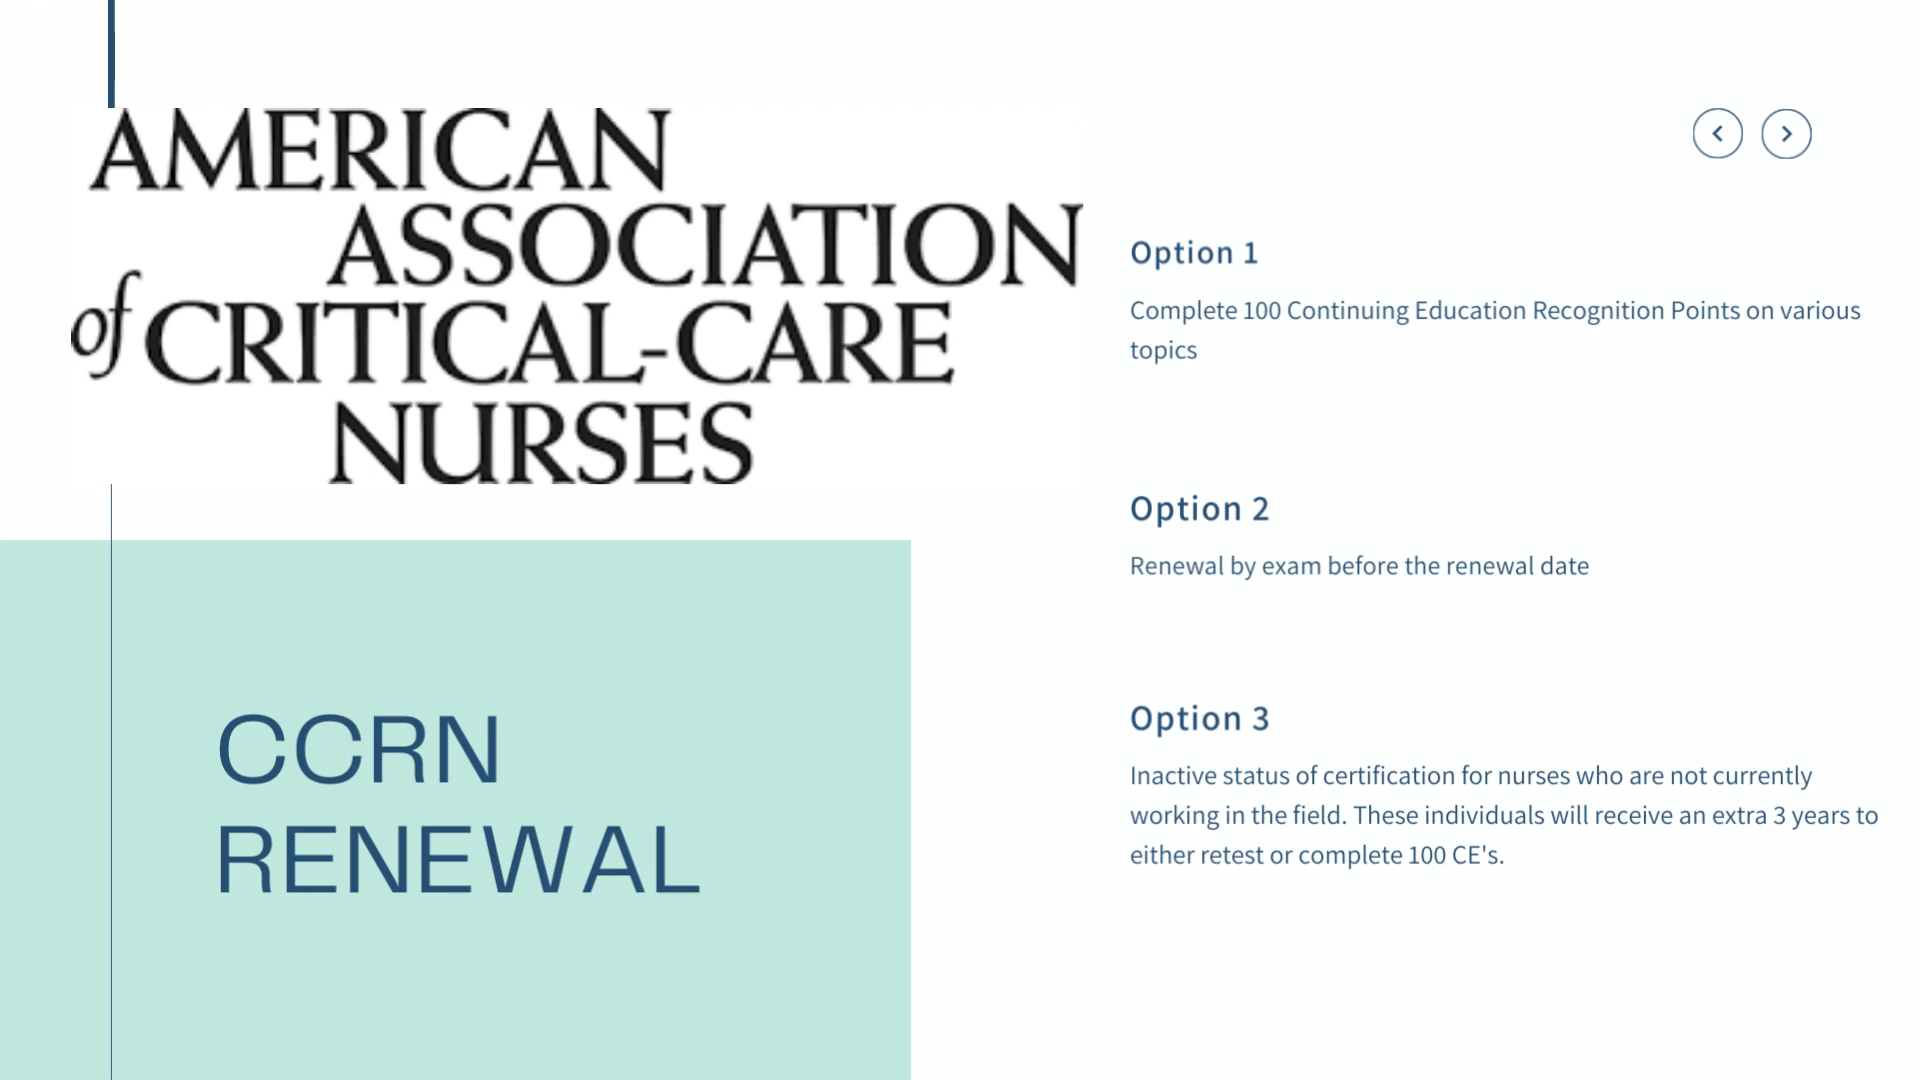 AMERICAN
ASSOCIATION
of CRITICAL-CARE
NURSES
CCRN
RENEWAL
Option 1
Complete 100 Continuing Education Recognition Points on various
topics
Option 2
Renewal by exam before the renewal date
Option 3
Inactive status of certification for nurses who are not currently
working in the field. These individuals will receive an extra 3 years to
either retest or complete 100 CE's.